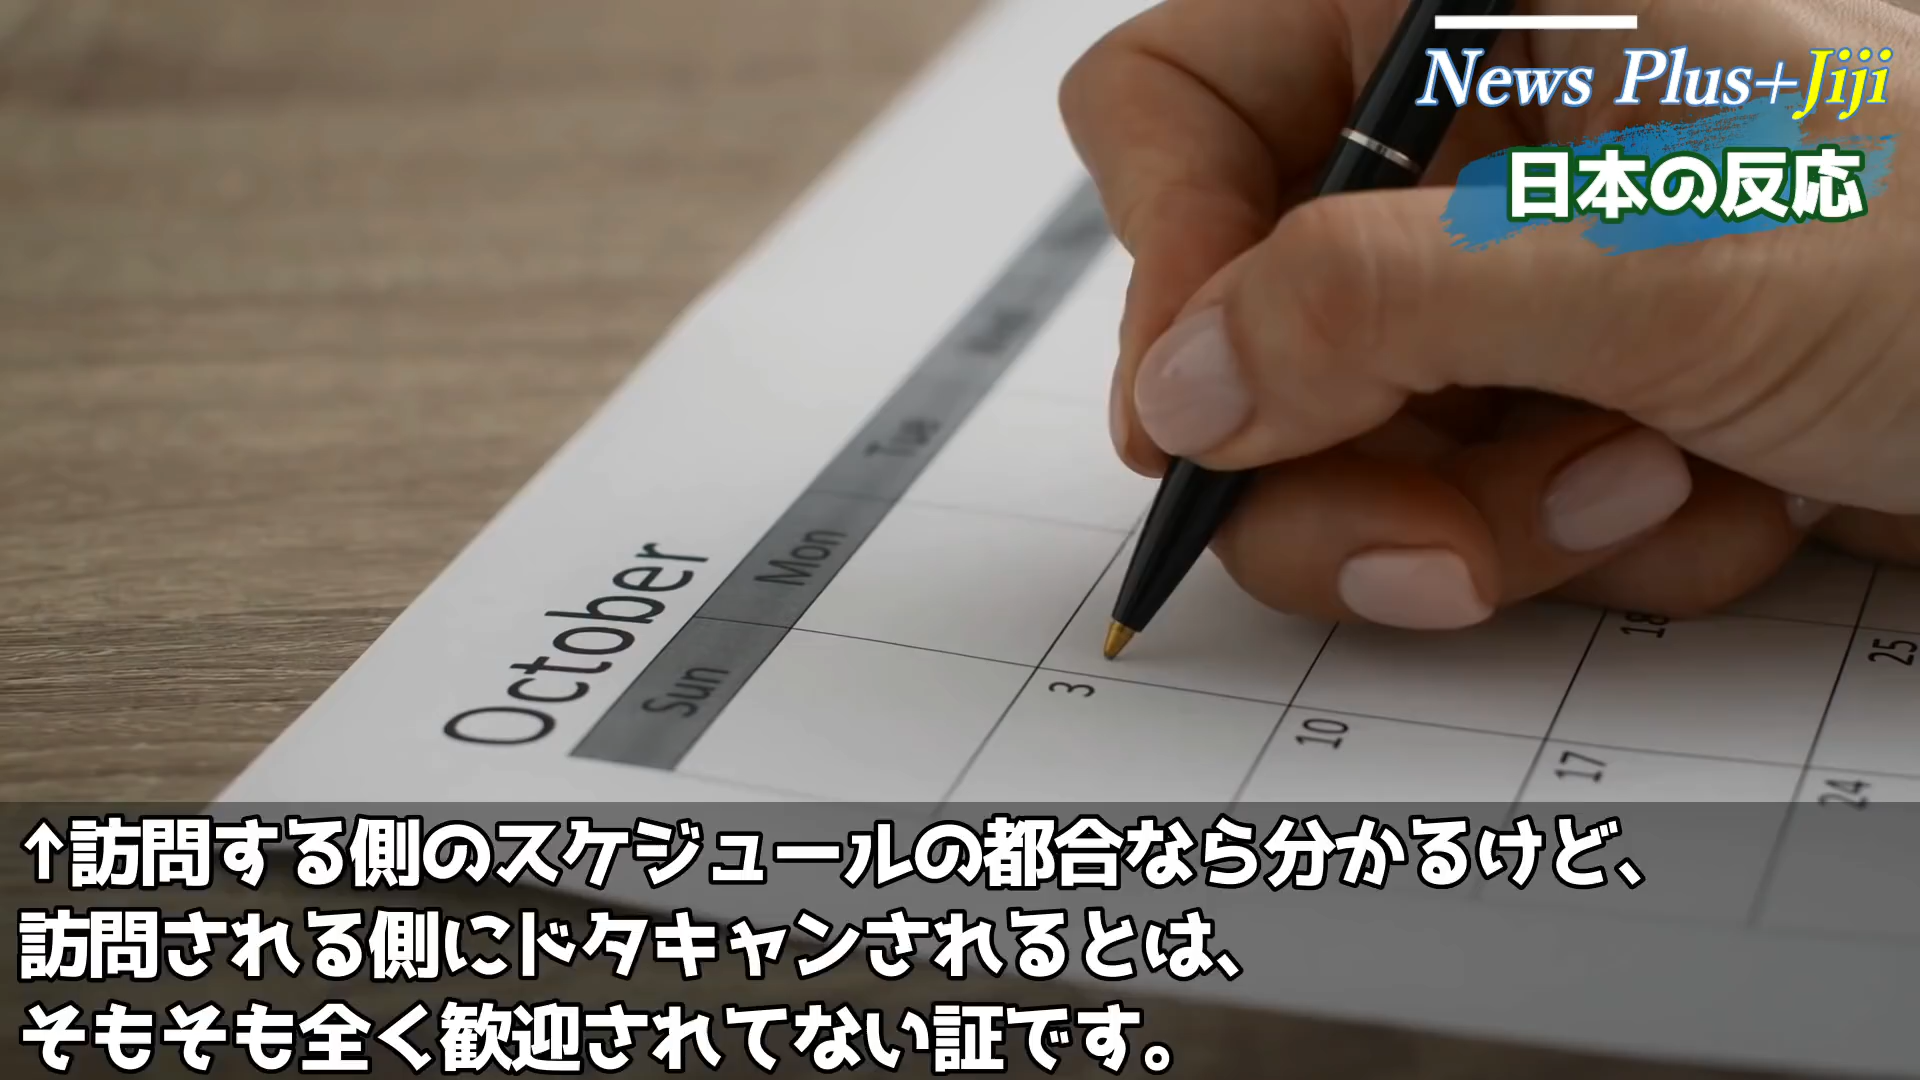 News Plus+Jiji
日本の反応
October
Sun
Mon
Tue
3
10
17
24
18
25
↑訪問する側のスケジュールの都合なら分かるけど、
訪問される側にドタキャンされるとは、
そもそも全く歓迎されてない証です。